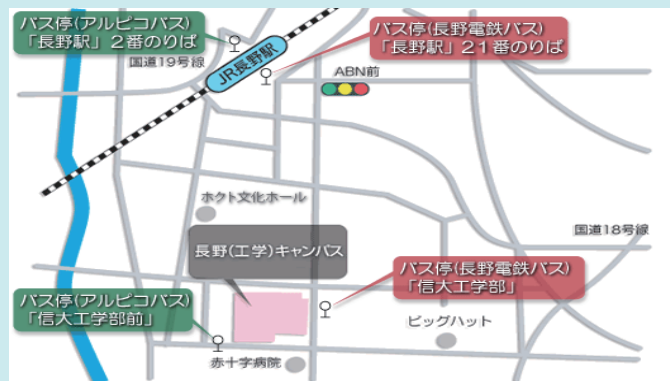 バス停(アルピコバス)
「長野駅」2番のりば
バス停(長野電鉄バス)
「長野駅」21番のりば
国道19号線
JR長野駅
ABN前
ホクト文化ホール
国道18号線
長野(工学)キャンパス
バス停(長野電鉄バス)
「信大工学部」
バス停(アルピコバス)
「信大工学部前」
ビッグハット
赤十字病院